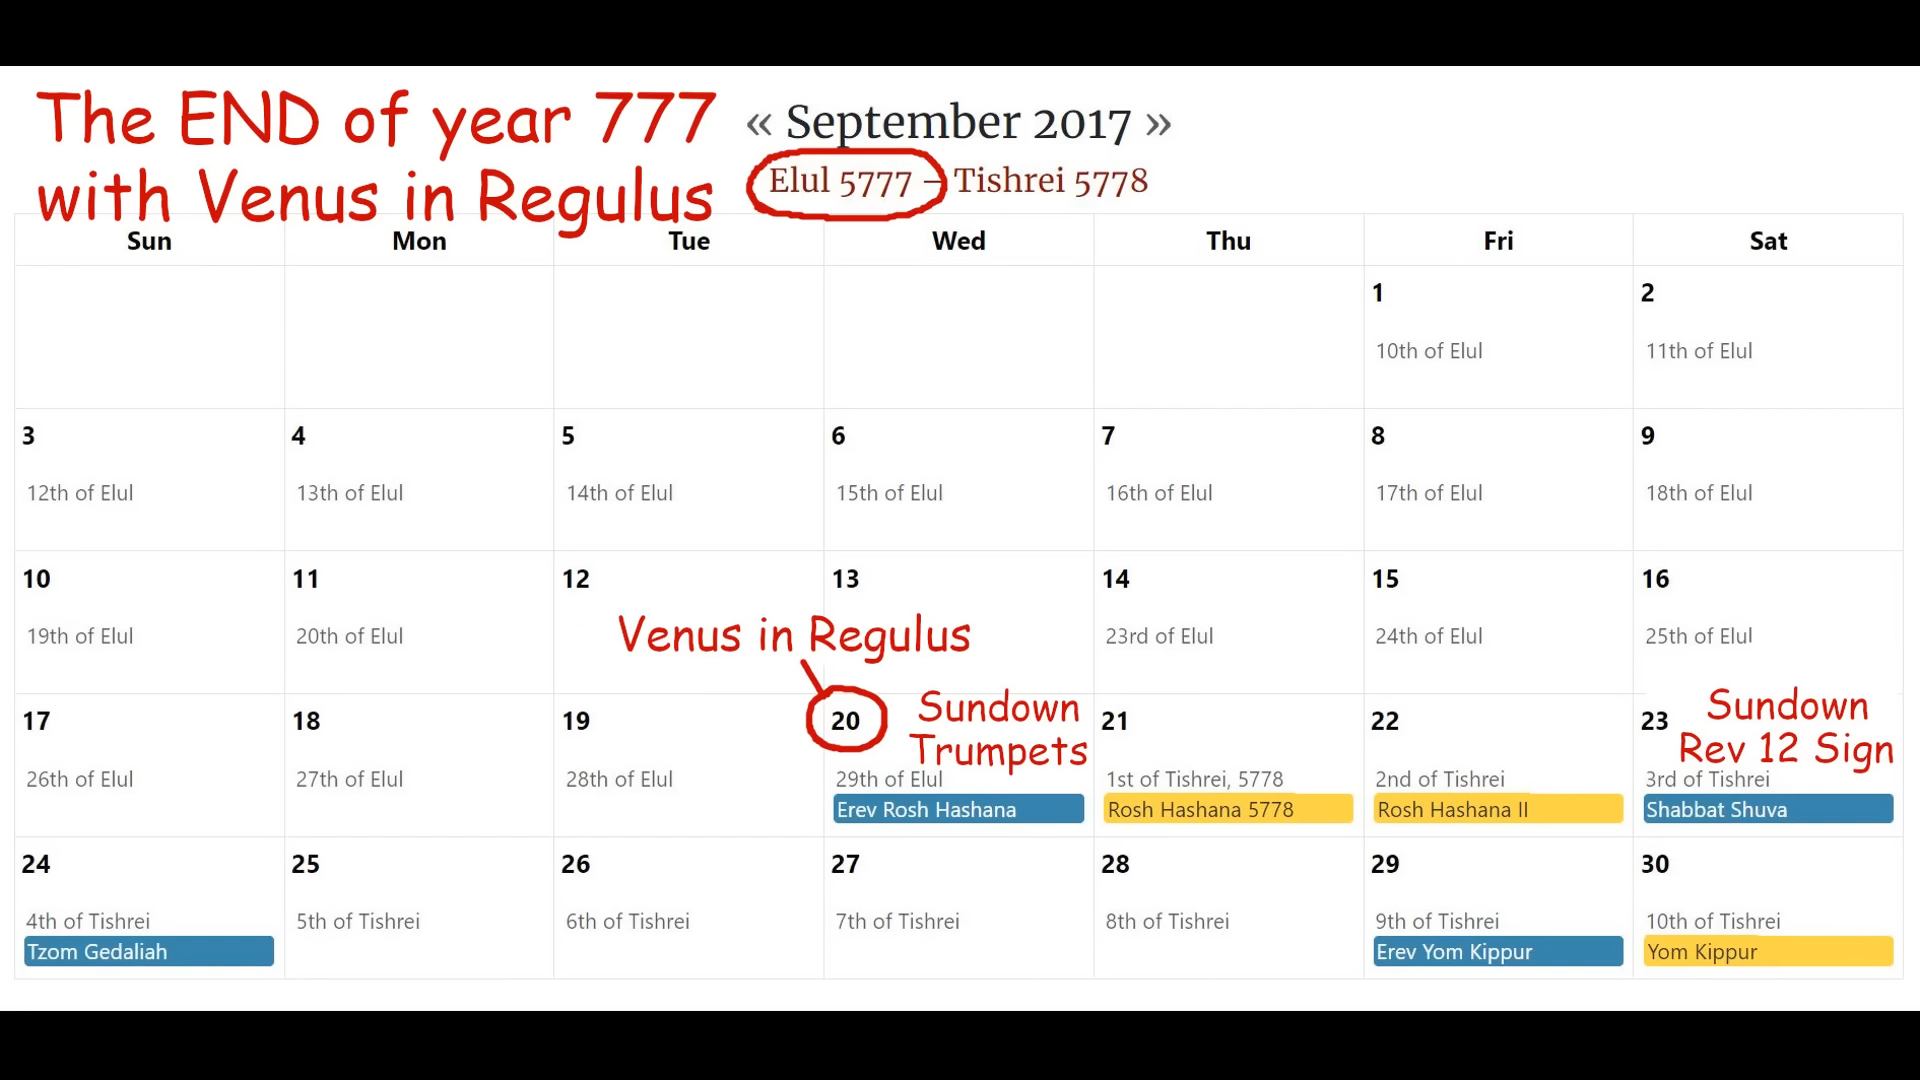 The END of year 777
with Venus in Regulus
« September 2017 »
Elul 5777 – Tishrei 5778
Sun Mon Tue Wed Thu Fri Sat
1 2
10th of Elul 11th of Elul
3 4 5 6 7 8 9
12th of Elul 13th of Elul 14th of Elul 15th of Elul 16th of Elul 17th of Elul 18th of Elul
10 11 12 13 14 15 16
19th of Elul 20th of Elul Venus in Regulus 23rd of Elul 24th of Elul 25th of Elul
17 18 19 20 Sundown 21 22 23 Sundown
Trumpets Rev 12 Sign
26th of Elul 27th of Elul 28th of Elul 29th of Elul 1st of Tishrei, 5778 2nd of Tishrei 3rd of Tishrei
Erev Rosh Hashana Rosh Hashana 5778 Rosh Hashana II Shabbat Shuva
24 25 26 27 28 29 30
4th of Tishrei 5th of Tishrei 6th of Tishrei 7th of Tishrei 8th of Tishrei 9th of Tishrei 10th of Tishrei
Tzom Gedaliah Erev Yom Kippur Yom Kippur